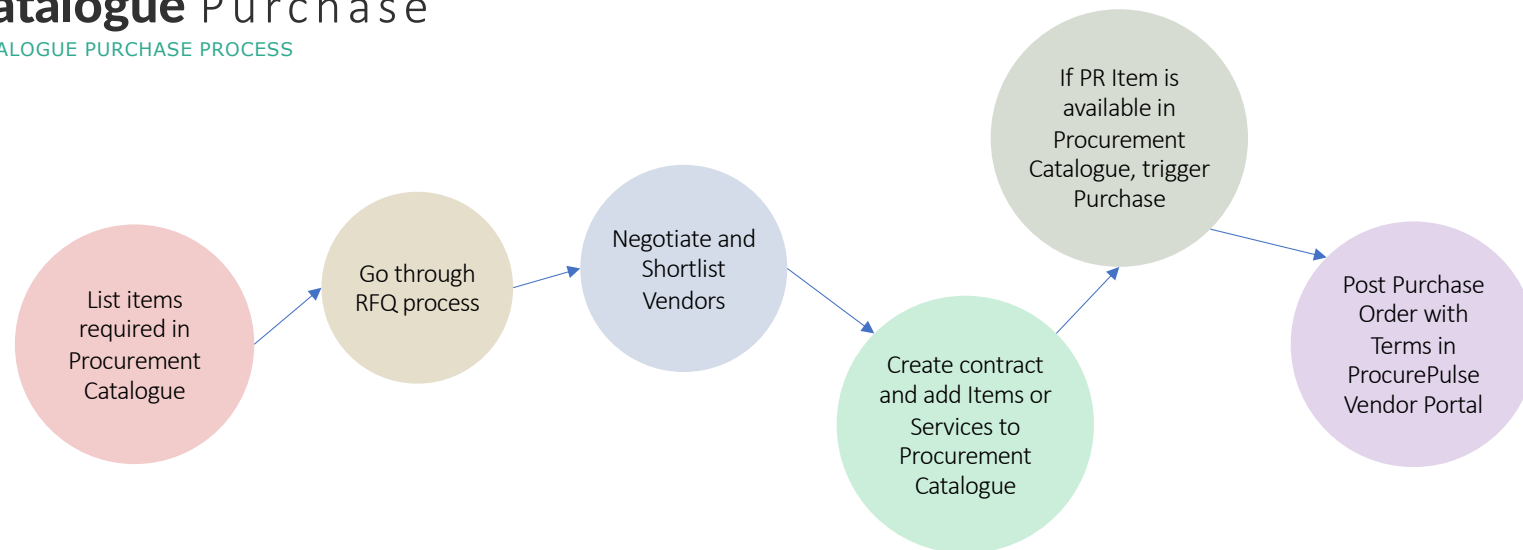 atalogue Purchase
ALOGUE PURCHASE PROCESS
List items
required in
Procurement
Catalogue
Go through
RFQ process
Negotiate and
Shortlist
Vendors
Create contract
and add Items or
Services to
Procurement
Catalogue
If PR Item is
available in
Procurement
Catalogue, trigger
Purchase
Post Purchase
Order with
Terms in
ProcurePulse
Vendor Portal